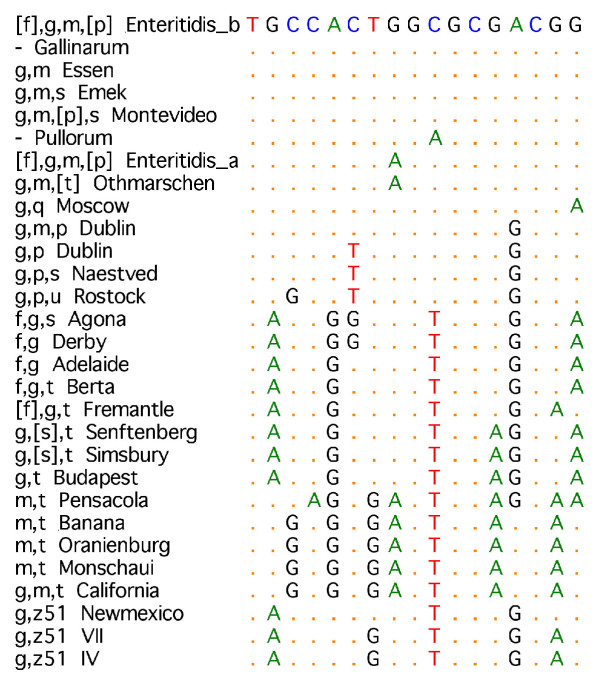 [f],g,m,[p] Enteritidis_b T G C C A C T G G C G C G A C G G
- Gallinarum . . . . . . . . . . . . . . . . .
g,m Essen . . . . . . . . . . . . . . . . .
g,m,s Emek . . . . . . . . . . . . . . . . .
g,m,[p],s Montevideo . . . . . . . . . . . . . . . . .
- Pullorum . . . . . . . . . A . . . . . . .
[f],g,m,[p] Enteritidis_a . . . . . . . A . . . . . . . . .
g,m,[t] Othmarschen . . . . . . . A . . . . . . . . .
g,q Moscow . . . . . . . . . . . . . . . . A
g,m,p Dublin . . . . . . . . . . . . . G . . .
g,p Dublin . . . . . T . . . . . . . G . . .
g,p,s Naestved . . . . . T . . . . . . . G . . .
g,p,u Rostock . . G . . T . . . . . . . G . . .
f,g,s Agona . A . . G G . . . T . . . G . . A
f,g Derby . A . . G G . . . T . . . G . . A
f,g Adelaide . A . . G . . . . T . . . G . . A
f,g,t Berta . A . . G . . . . T . . . G . . A
[f],g,t Fremantle . A . . G . . . . T . . . G . A .
g,[s],t Senftenberg . A . . G . . . . T . . A G . . A
g,[s],t Simsbury . A . . G . . . . T . . A G . . A
g,t Budapest . A . . G . . . . T . . A G . . A
m,t Pensacola . . . A G . G A . T . . A G . A A
m,t Banana . . G . G . G A . T . . A . . A .
m,t Oranienburg . . G . G . G A . T . . A . . A .
m,t Monschaui . . G . G . G A . T . . A . . A .
g,m,t California . . G . G . G A . T . . A . . A .
g,z51 Newmexico . A . . . . . . . T . . . G . . .
g,z51 VII . A . . . . G . . T . . . G . A .
g,z51 IV . A . . . . G . . T . . . G . A .